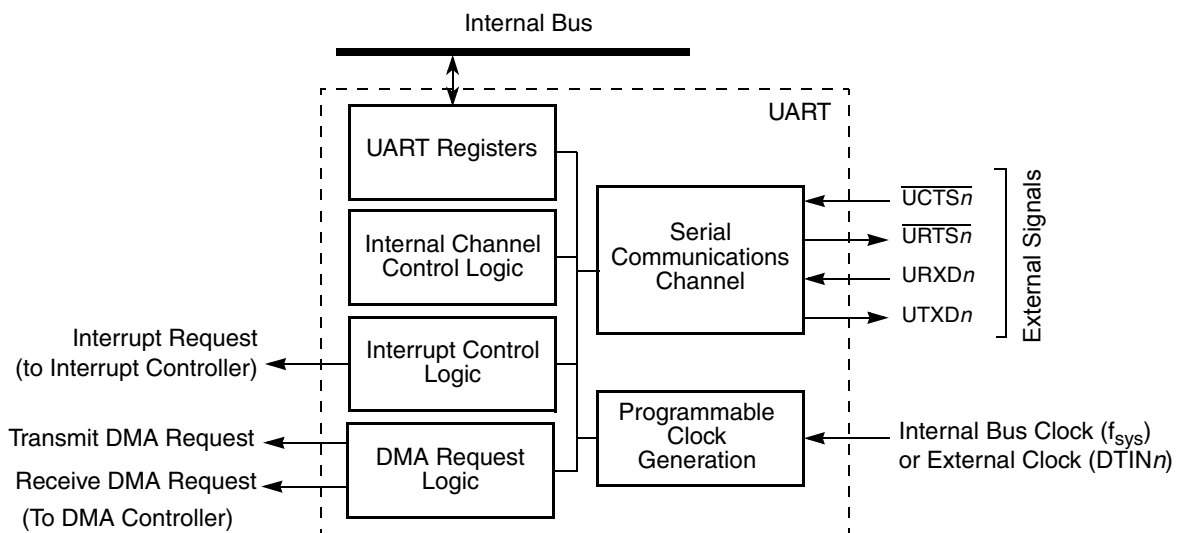 Internal Bus
UART
UART Registers
Internal Channel
Control Logic
Interrupt Control
Logic
DMA Request
Logic
Serial
Communications
Channel
Programmable
Clock
Generation
UCTSn
URTSn
URXDn
UTXDn
External Signals
Interrupt Request
(to Interrupt Controller)
Transmit DMA Request
Receive DMA Request
(To DMA Controller)
Internal Bus Clock (fsys)
or External Clock (DTINn)